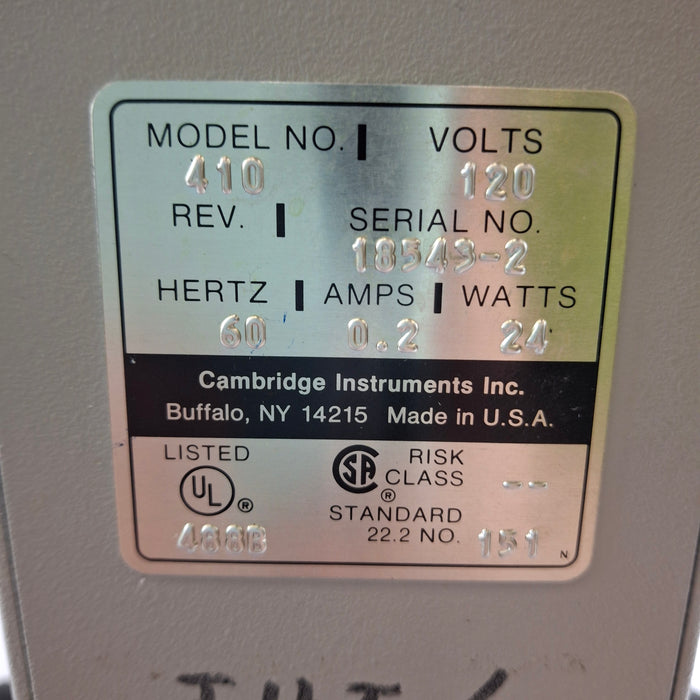 MODEL NO. VOLTS
410 120
REV. SERIAL NO.
18543-2
HERTZ AMPS WATTS
60 0.2 24
Cambridge Instruments Inc.
Buffalo, NY 14215 Made in U.S.A.
LISTED RISK
UL ® SA ® CLASS --
STANDARD
488B 22.2 NO. 151 N